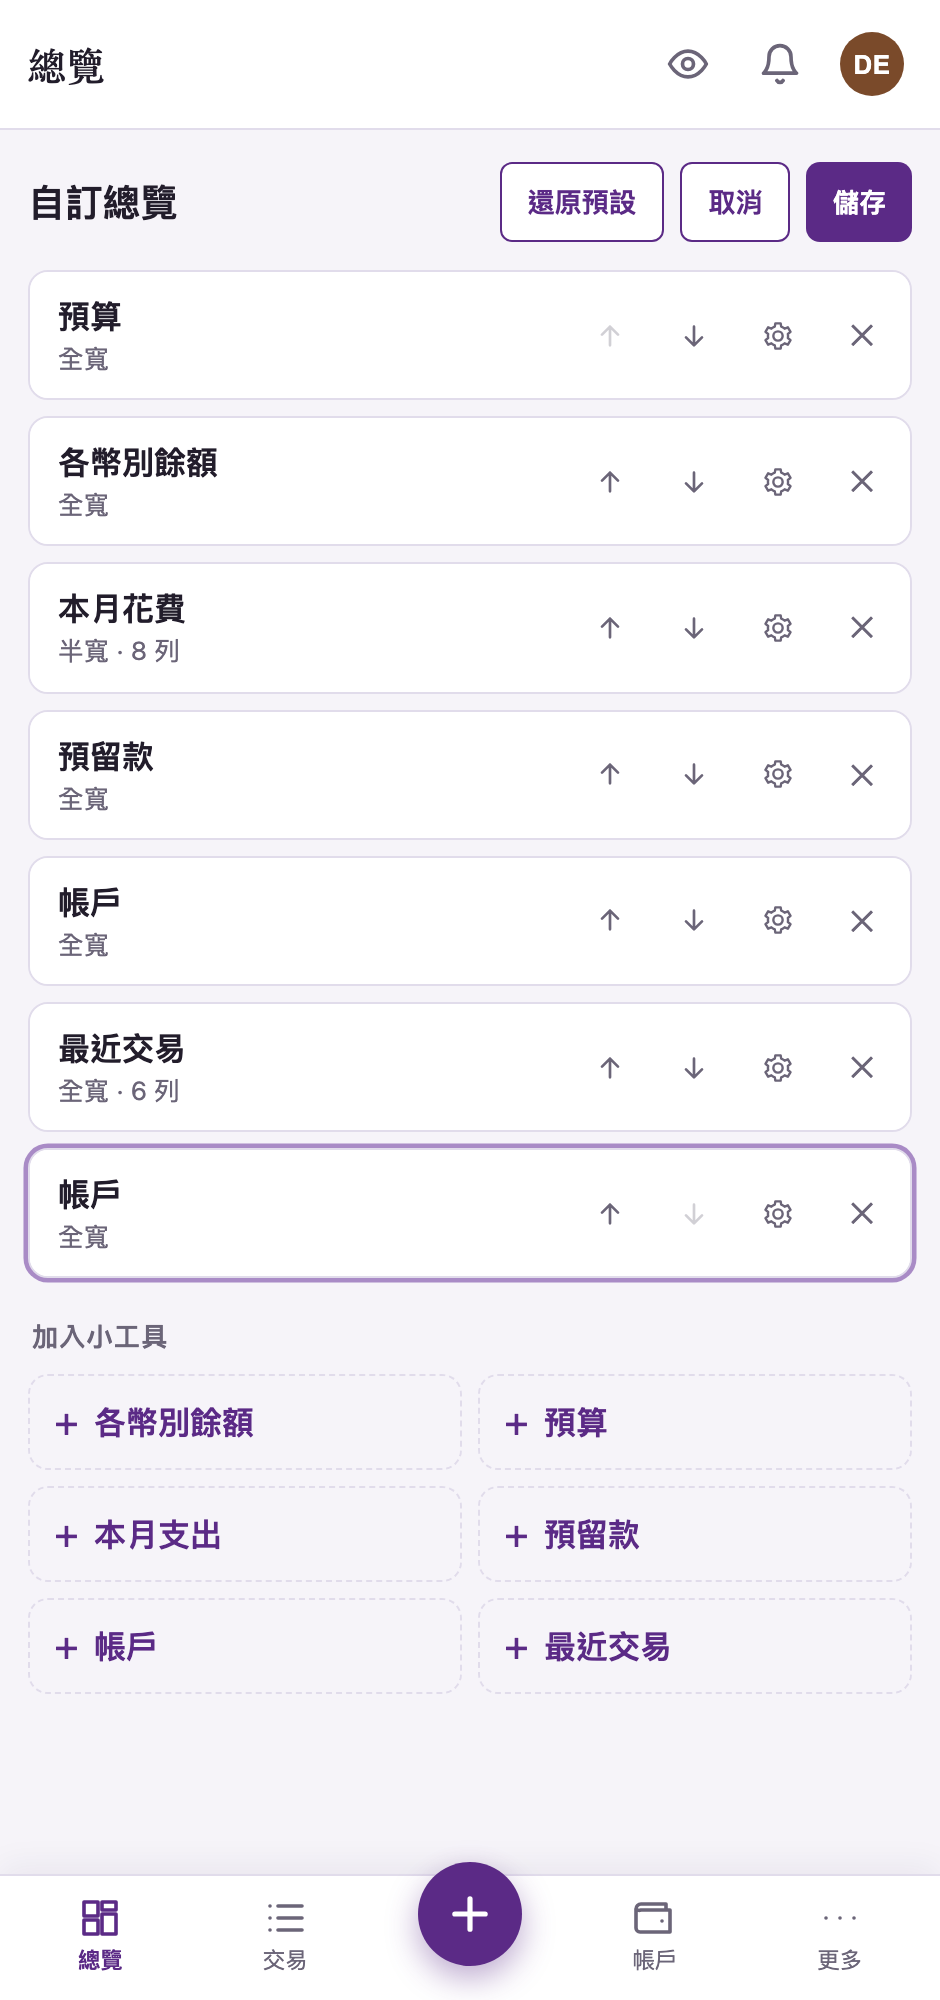 總覽
DE
自訂總覽
還原預設
取消
儲存
預算
全寬
各幣別餘額
全寬
本月花費
半寬 · 8 列
預留款
全寬
帳戶
全寬
最近交易
全寬 · 6 列
帳戶
全寬
加入小工具
+ 各幣別餘額
+ 預算
+ 本月支出
+ 預留款
+ 帳戶
+ 最近交易
總覽
交易
帳戶
更多